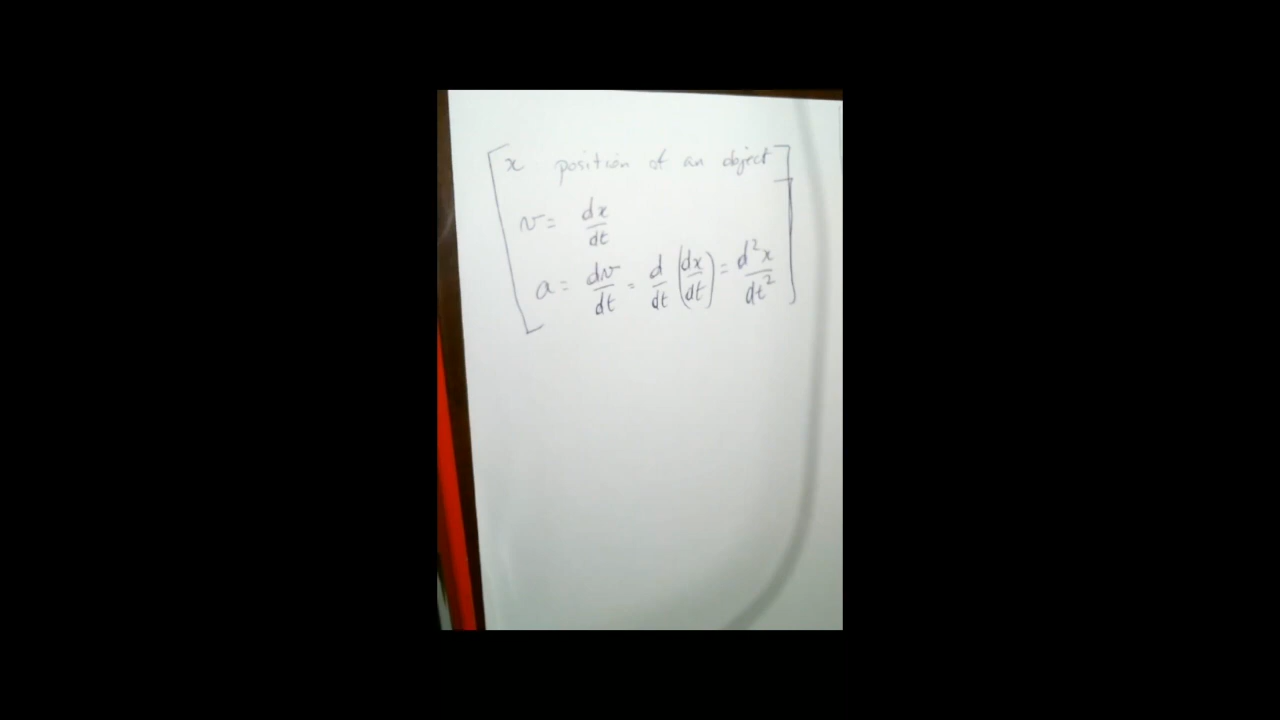 x position of an object
v = dx/dt
a = dv/dt = d/dt (dx/dt) = d²x/dt²